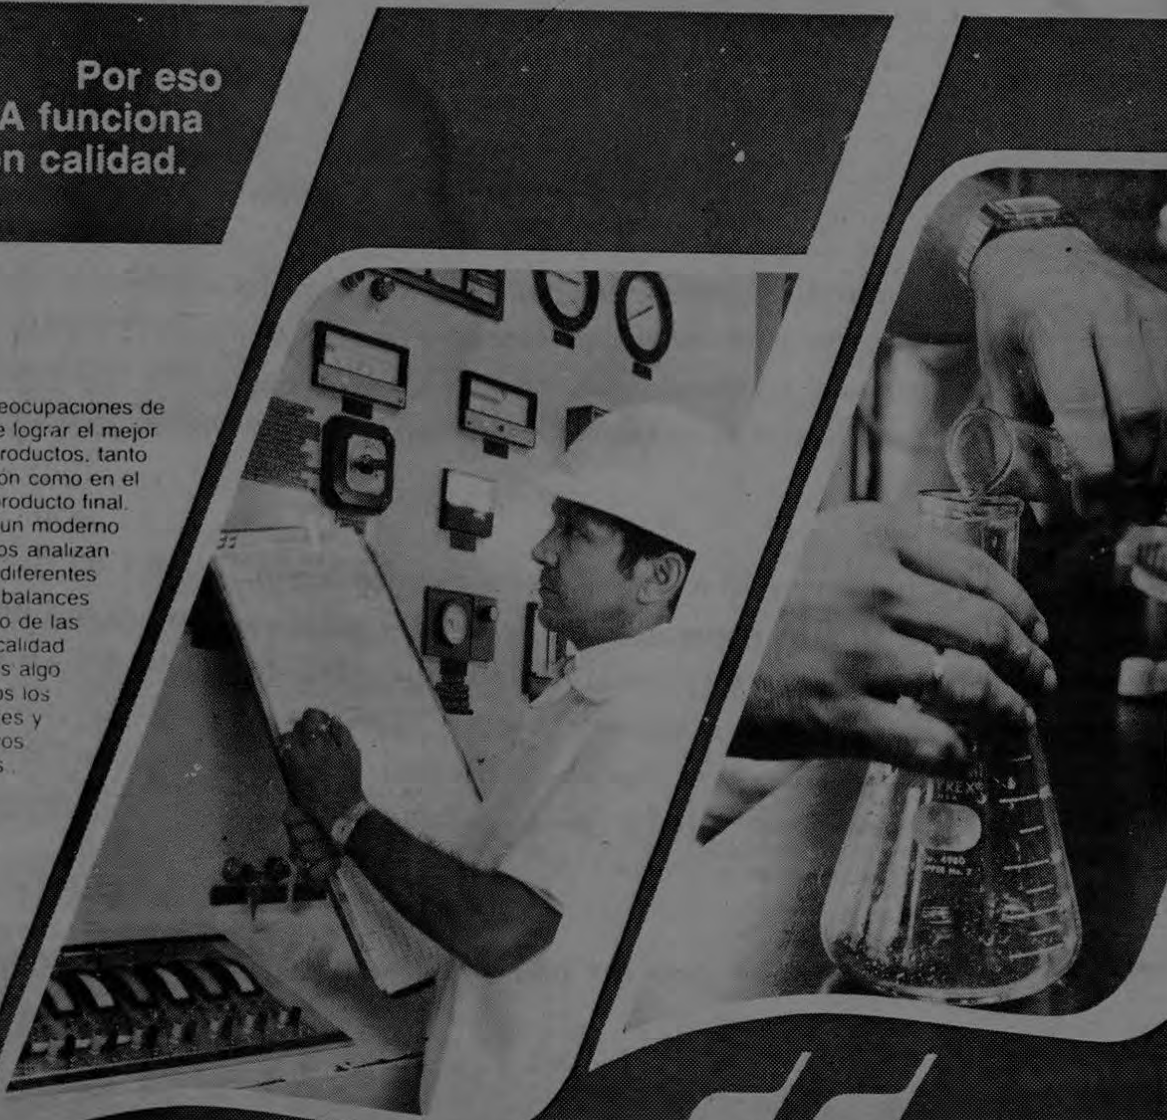 Por eso
A funciona
n calidad.
eocupaciones de
e lograr el mejor
roductos, tanto
ón como en el
roducto final.
un moderno
os analizan
diferentes
balances
o de las
calidad
s algo
os los
es y
os
s.